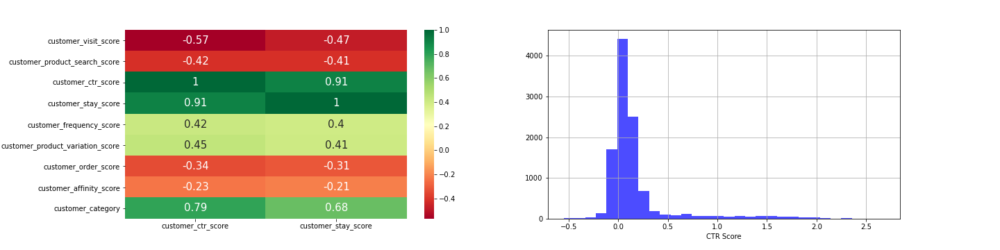 customer_visit_score -0.57 -0.47
customer_product_search_score -0.42 -0.41
customer_ctr_score 1 0.91
customer_stay_score 0.91 1
customer_frequency_score 0.42 0.4
customer_product_variation_score 0.45 0.41
customer_order_score -0.34 -0.31
customer_affinity_score -0.23 -0.21
customer_category 0.79 0.68
customer_ctr_score customer_stay_score
1.0
0.8
0.6
0.4
0.2
0.0
−0.2
−0.4
4000
3000
2000
1000
0
−0.5 0.0 0.5 1.0 1.5 2.0 2.5
CTR Score